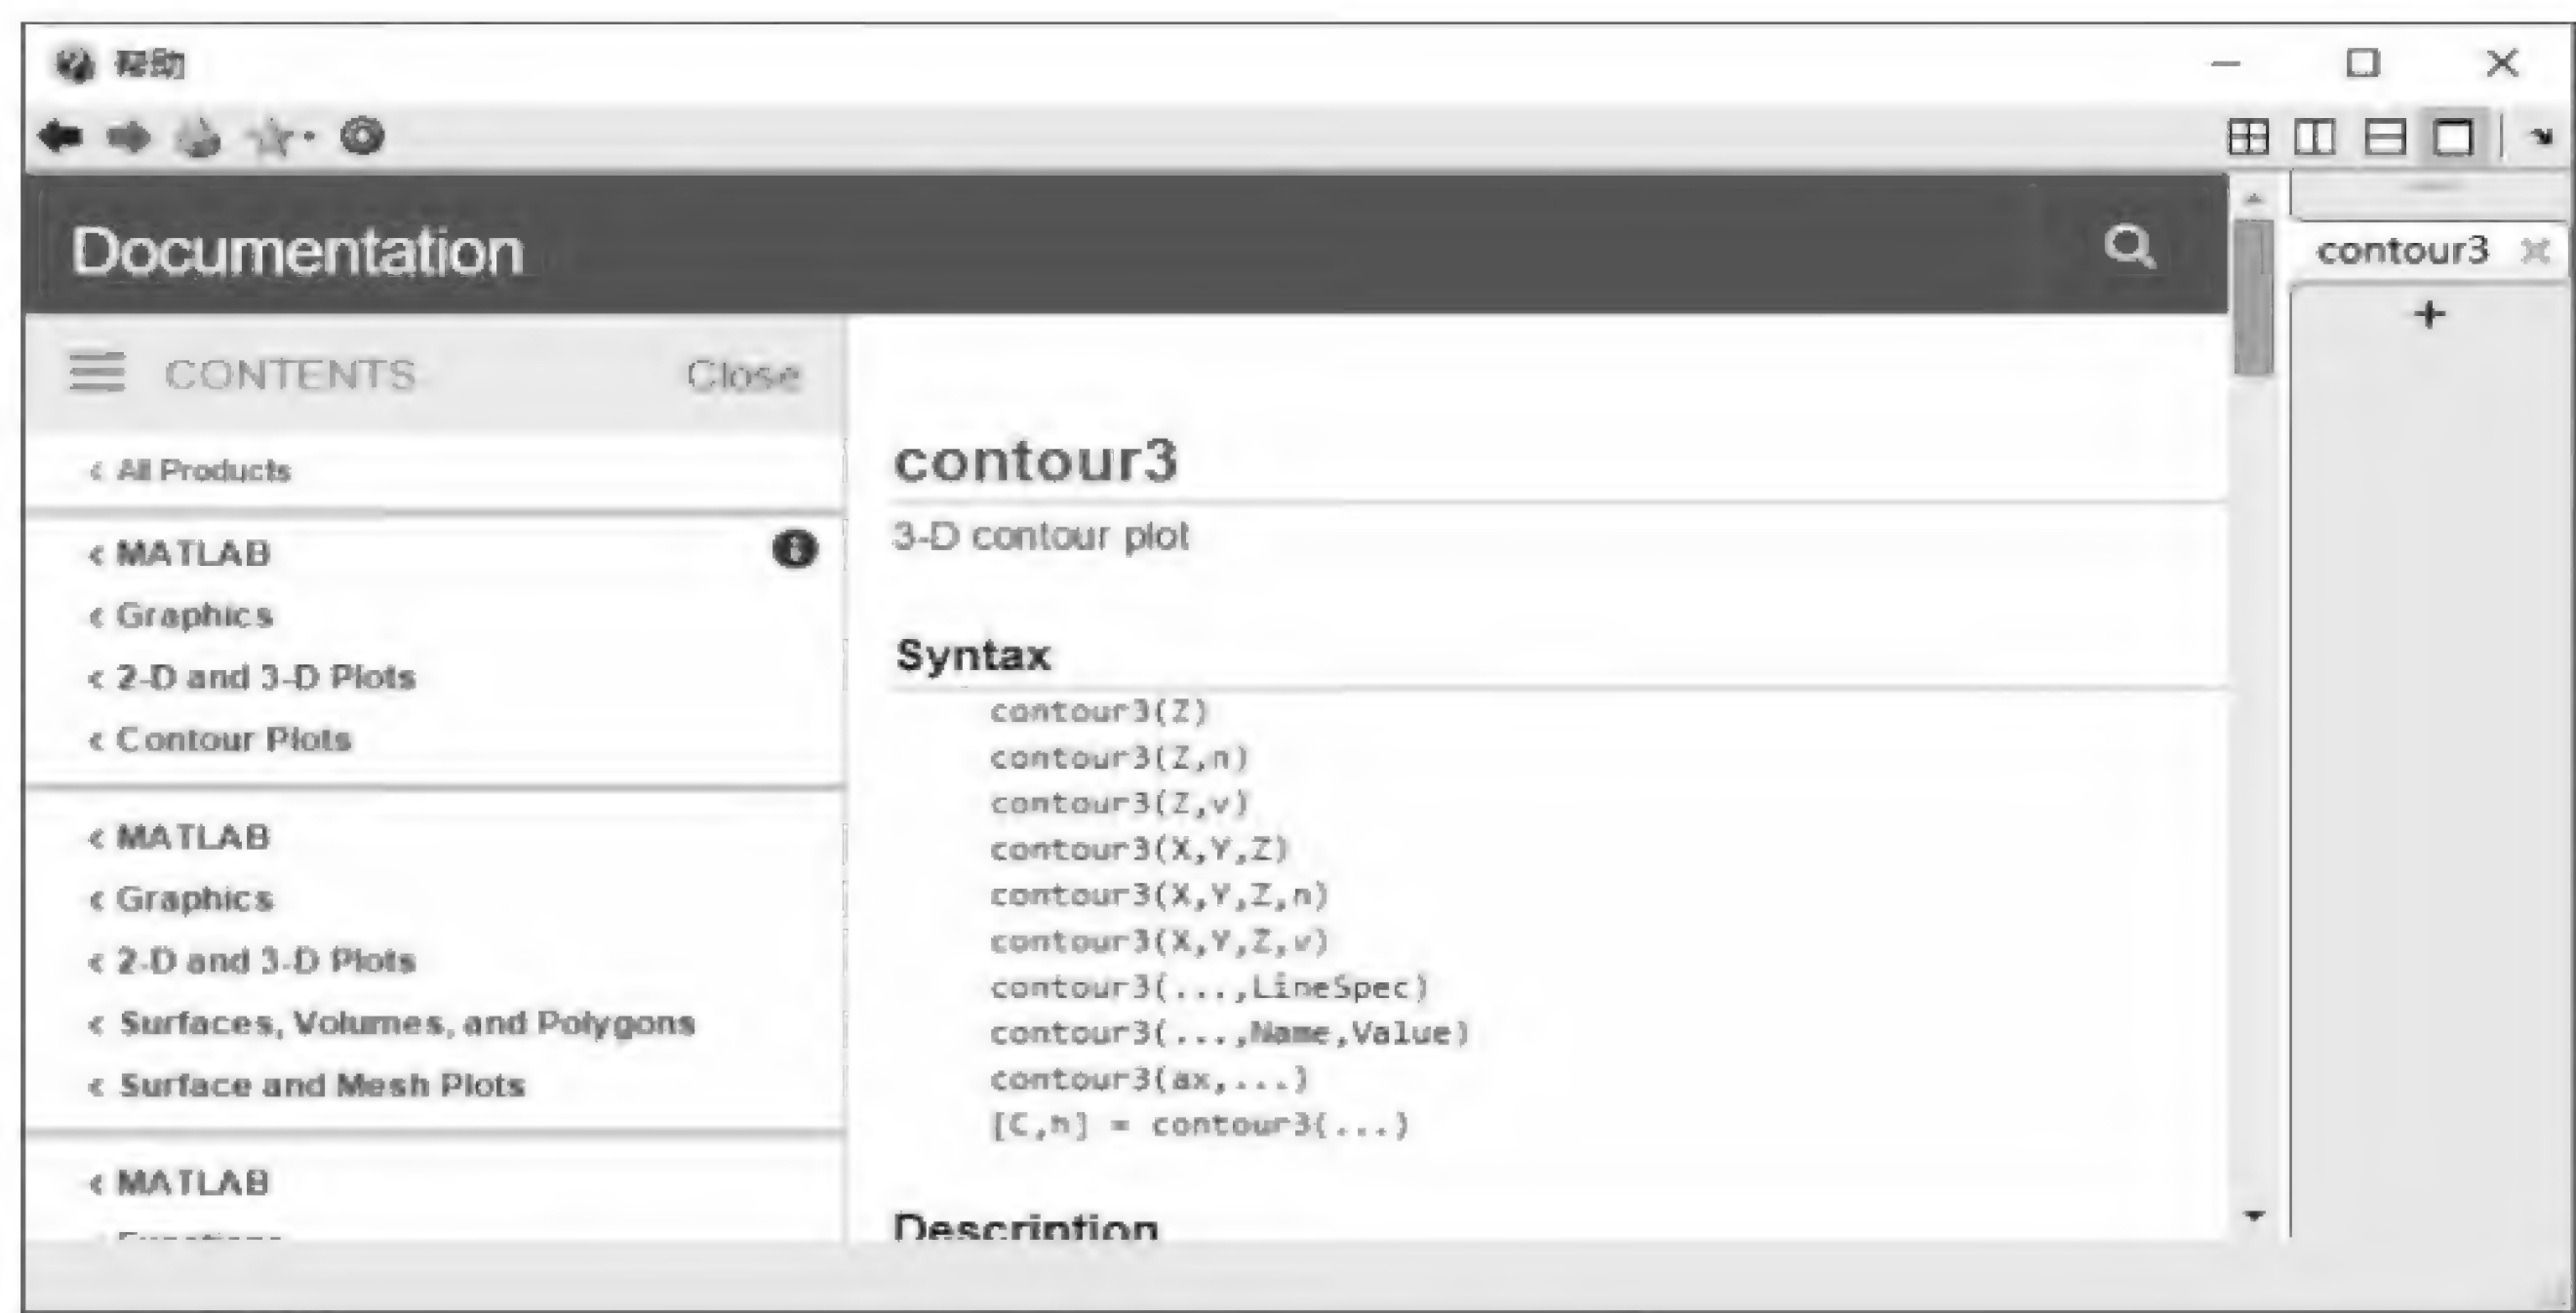 帮助
Documentation
contour3
CONTENTS Close
All Products
MATLAB
Graphics
2-D and 3-D Plots
Contour Plots
MATLAB
Graphics
2-D and 3-D Plots
Surfaces, Volumes, and Polygons
Surface and Mesh Plots
MATLAB
Functions
contour3
3-D contour plot
Syntax
contour3(Z)
contour3(Z,n)
contour3(Z,v)
contour3(X,Y,Z)
contour3(X,Y,Z,n)
contour3(X,Y,Z,v)
contour3(...,LineSpec)
contour3(...,Name,Value)
contour3(ax,...)
[C,h] = contour3(...)
Description